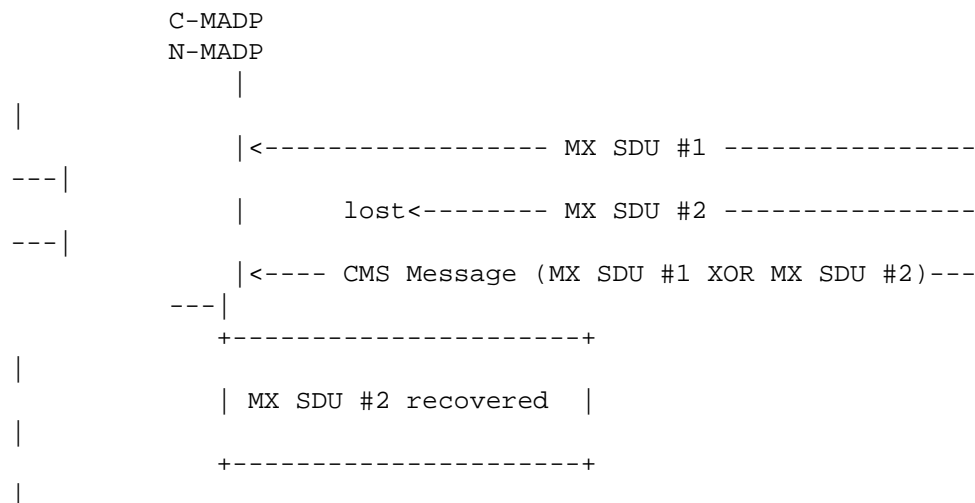 C-MADP
N-MADP
|
|
|<------------------ MX SDU #1 ----------------
---|
|      lost<-------- MX SDU #2 ----------------
---|
|<---- CMS Message (MX SDU #1 XOR MX SDU #2)---
---|
+----------------------+
|
| MX SDU #2 recovered  |
|
+----------------------+
|